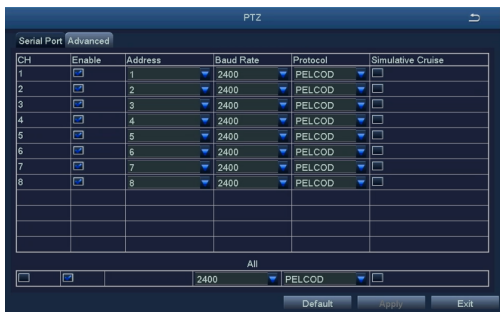 PTZ
Serial Port Advanced
CH Enable Address Baud Rate Protocol Simulative Cruise
1 1 2400 PELCOD
2 2 2400 PELCOD
3 3 2400 PELCOD
4 4 2400 PELCOD
5 5 2400 PELCOD
6 6 2400 PELCOD
7 7 2400 PELCOD
8 8 2400 PELCOD
All
2400 PELCOD
Default Apply Exit